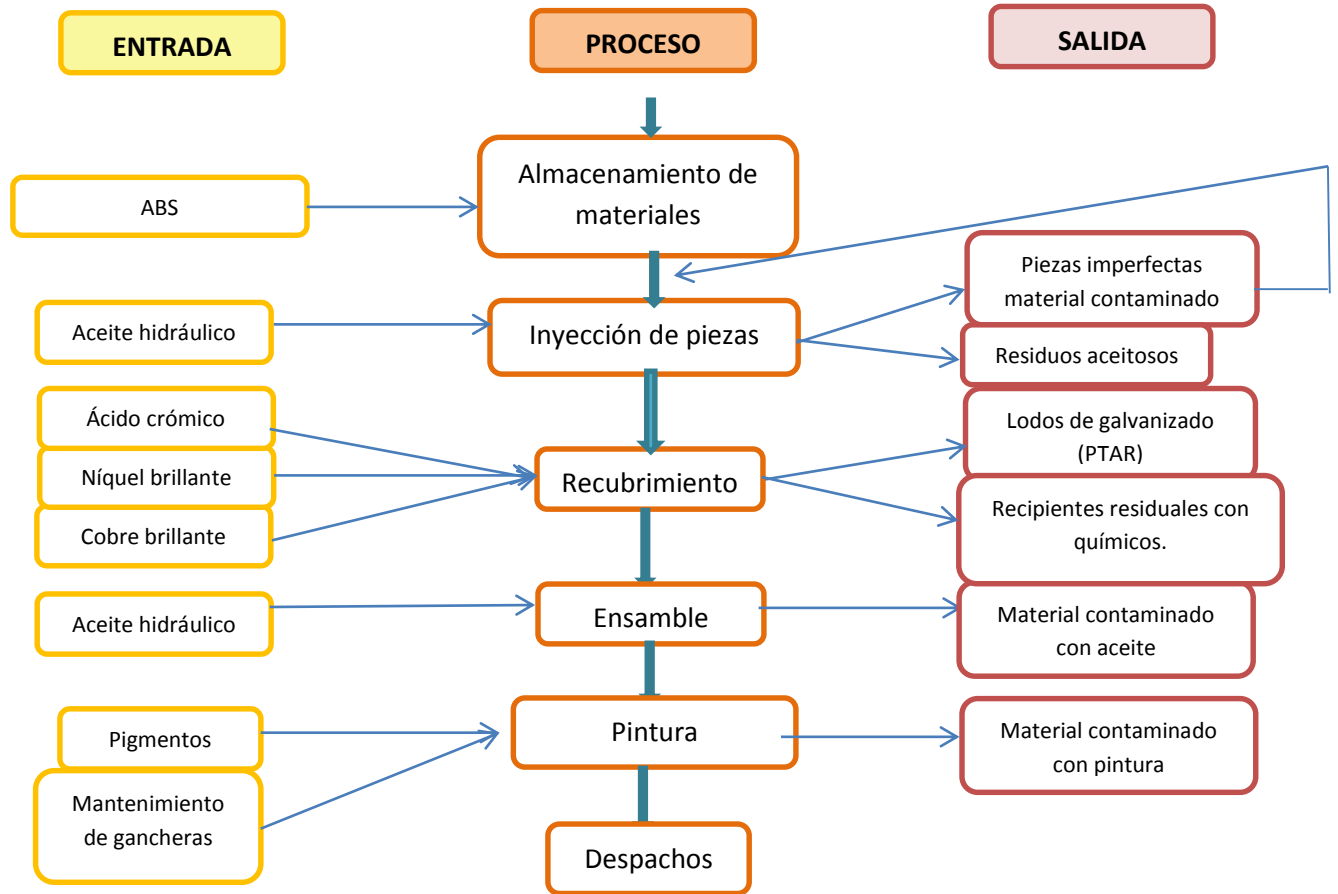 ENTRADA
PROCESO
SALIDA
Almacenamiento de
materiales
ABS
Piezas imperfectas
material contaminado
Aceite hidráulico
Inyección de piezas
Residuos aceitosos
Ácido crómico
Lodos de galvanizado
(PTAR)
Níquel brillante
Recubrimiento
Cobre brillante
Recipientes residuales con
químicos.
Aceite hidráulico
Ensamble
Material contaminado
con aceite
Pigmentos
Pintura
Material contaminado
con pintura
Mantenimiento
de gancheras
Despachos